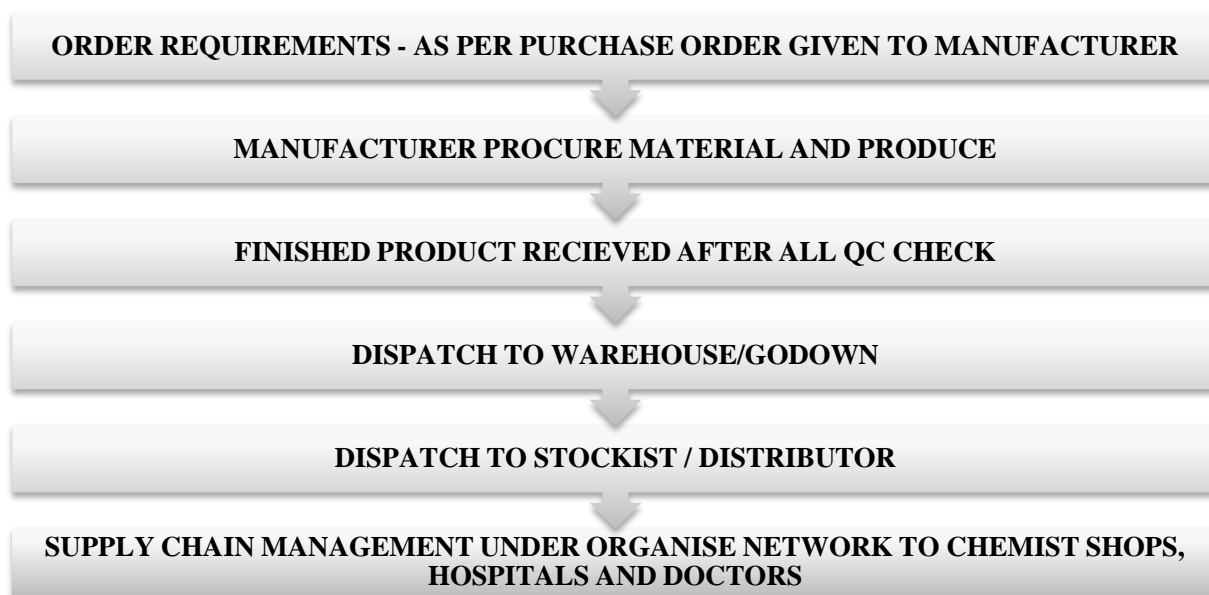 ORDER REQUIREMENTS - AS PER PURCHASE ORDER GIVEN TO MANUFACTURER
MANUFACTURER PROCURE MATERIAL AND PRODUCE
FINISHED PRODUCT RECIEVED AFTER ALL QC CHECK
DISPATCH TO WAREHOUSE/GODOWN
DISPATCH TO STOCKIST / DISTRIBUTOR
SUPPLY CHAIN MANAGEMENT UNDER ORGANISE NETWORK TO CHEMIST SHOPS,
HOSPITALS AND DOCTORS